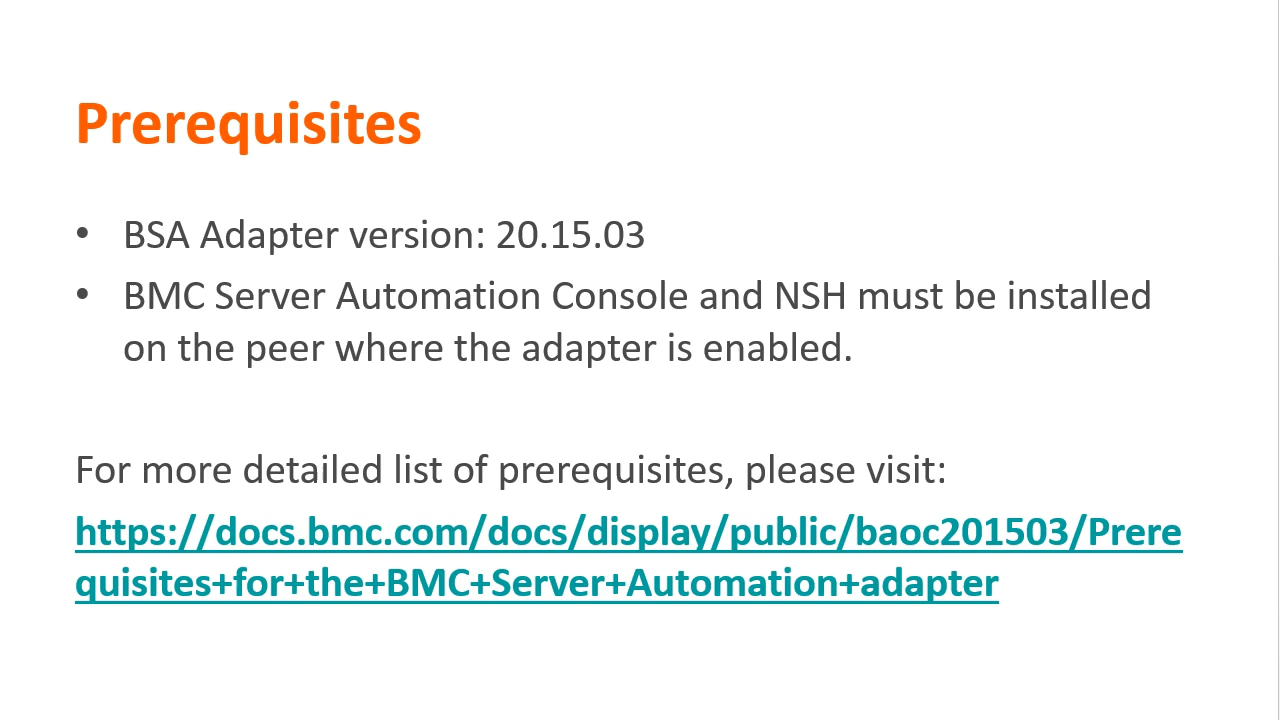 Prerequisites
• BSA Adapter version: 20.15.03
• BMC Server Automation Console and NSH must be installed
on the peer where the adapter is enabled.
For more detailed list of prerequisites, please visit:
https://docs.bmc.com/docs/display/public/baoc201503/Prere
quisites+for+the+BMC+Server+Automation+adapter